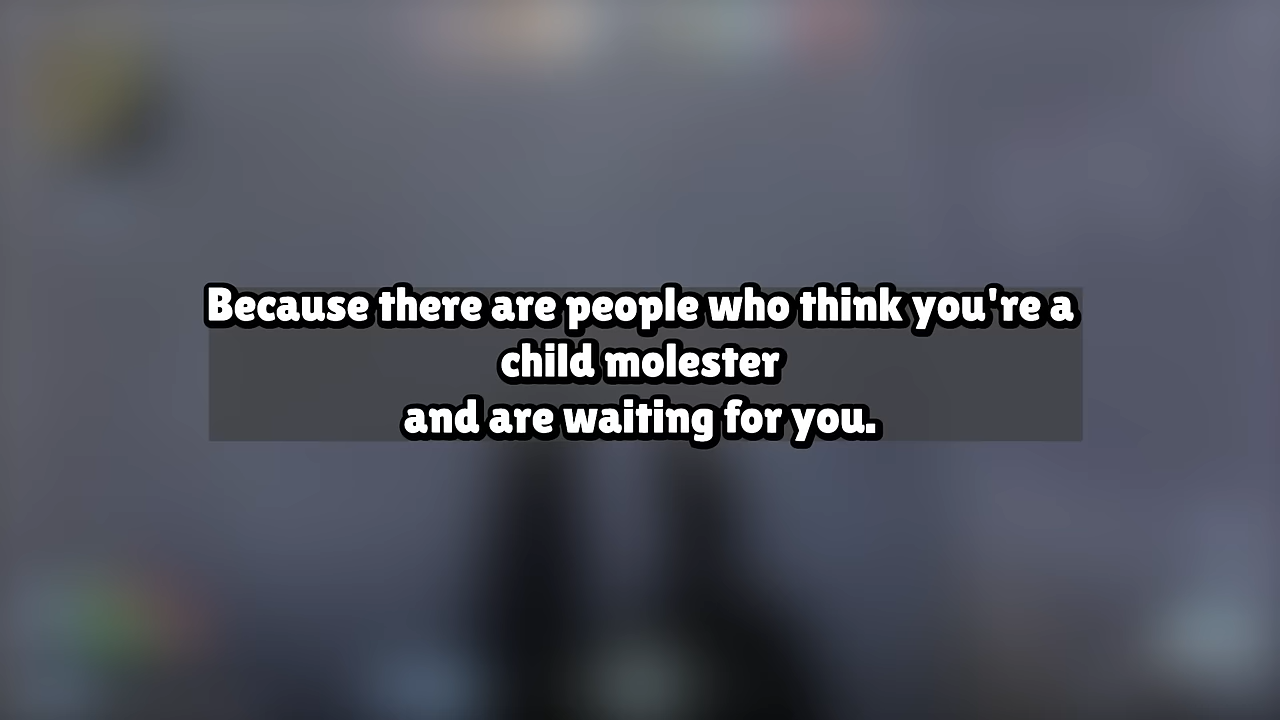 Because there are people who think you're a
child molester
and are waiting for you.